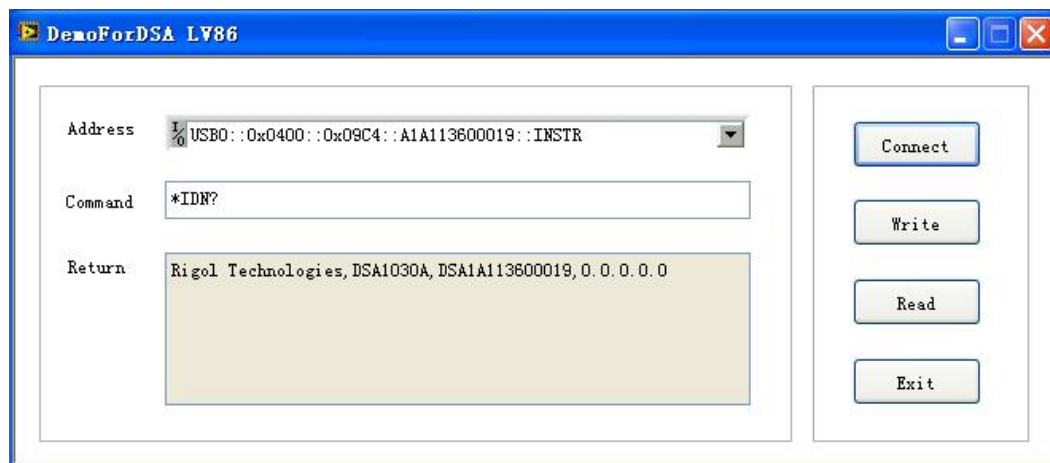 DemoForDSA LV86
Address
I/O USB0::0x0400::0x09C4::A1A113600019::INSTR
Connect
Command
*IDN?
Write
Return
Rigol Technologies,DSA1030A,DSA1A113600019,0.0.0.0.0
Read
Exit